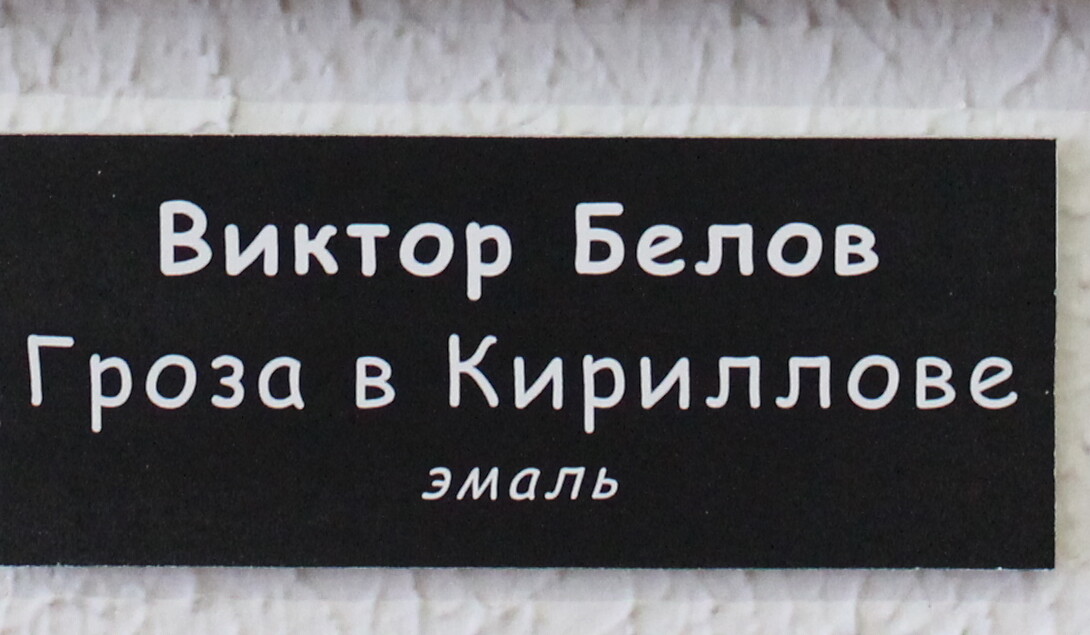 Виктор Белов
Гроза в Кириллове
эмаль